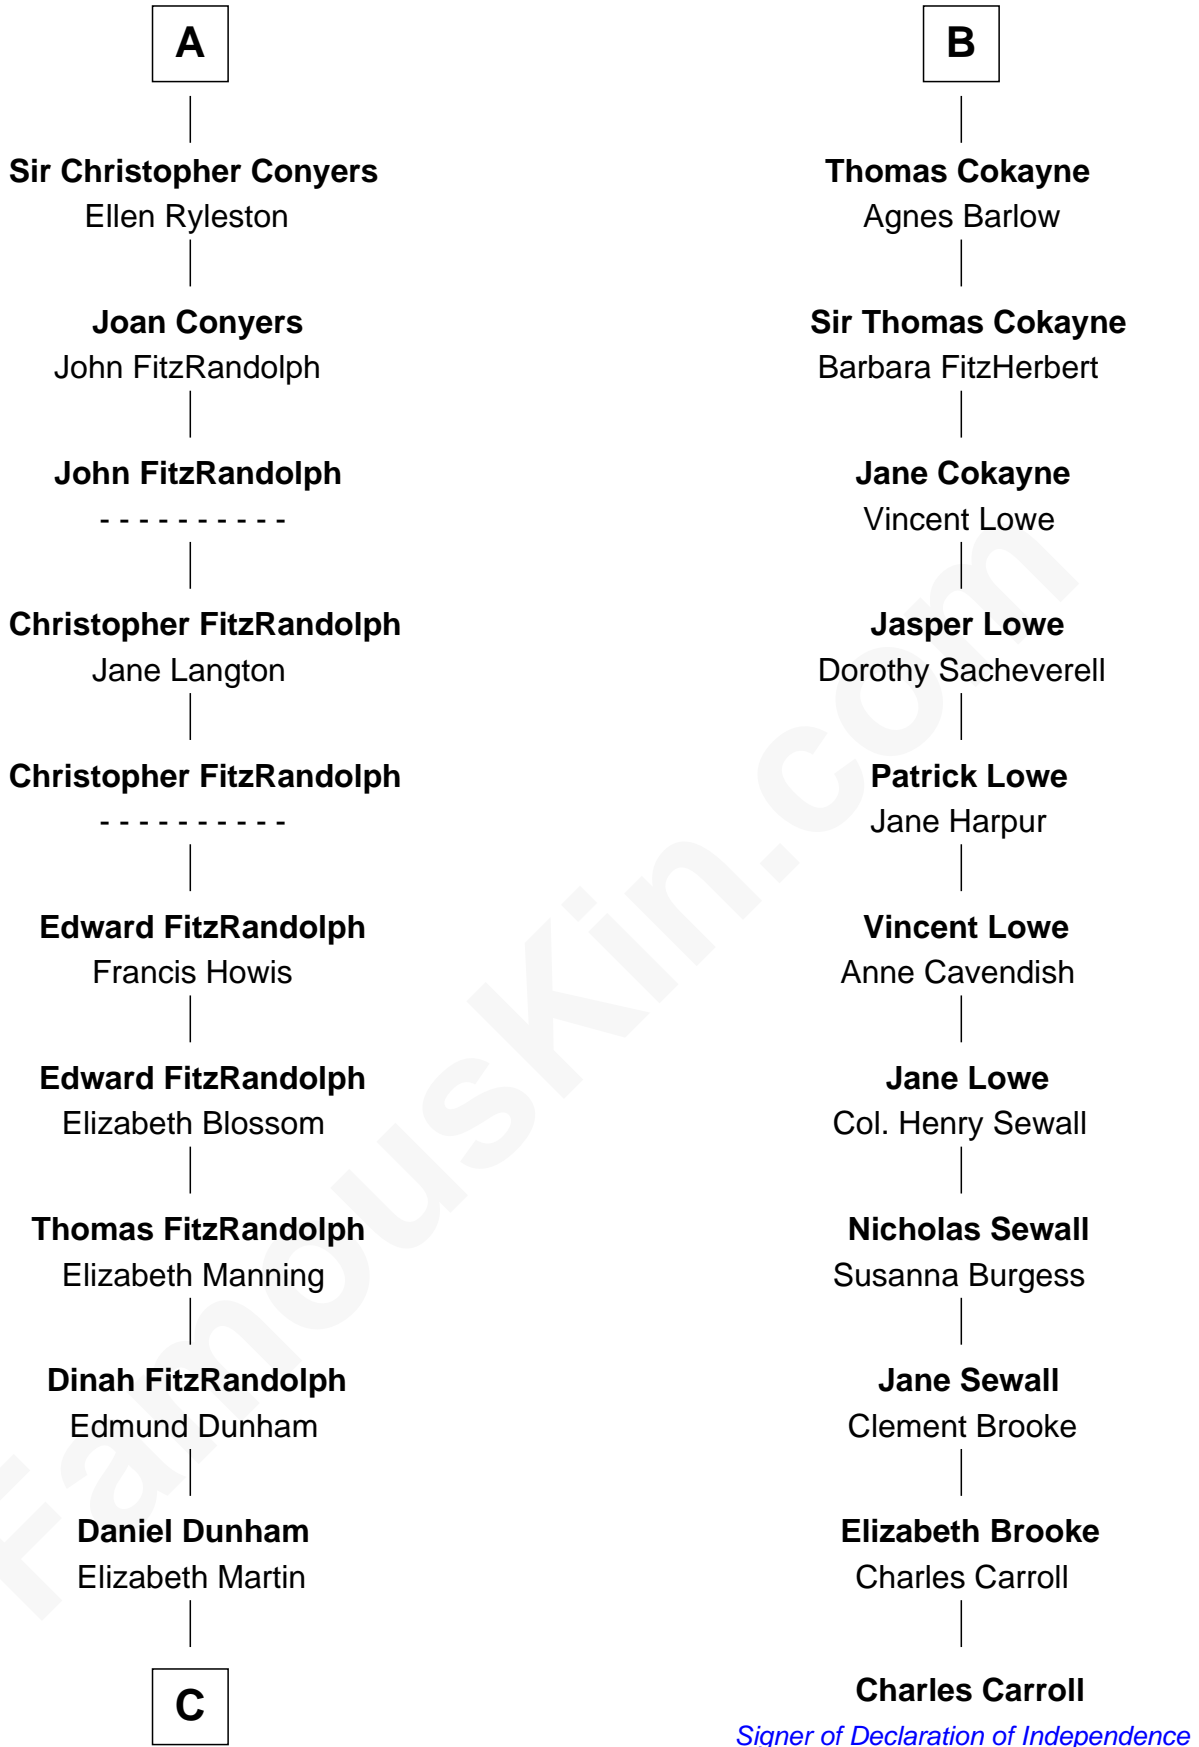 A
Sir Christopher Conyers
Ellen Ryleston
Joan Conyers
John FitzRandolph
John FitzRandolph
- - - - - - - - - -
Christopher FitzRandolph
Jane Langton
Christopher FitzRandolph
- - - - - - - - - -
Edward FitzRandolph
Francis Howis
Edward FitzRandolph
Elizabeth Blossom
Thomas FitzRandolph
Elizabeth Manning
Dinah FitzRandolph
Edmund Dunham
Daniel Dunham
Elizabeth Martin
C
B
Thomas Cokayne
Agnes Barlow
Sir Thomas Cokayne
Barbara FitzHerbert
Jane Cokayne
Vincent Lowe
Jasper Lowe
Dorothy Sacheverell
Patrick Lowe
Jane Harpur
Vincent Lowe
Anne Cavendish
Jane Lowe
Col. Henry Sewall
Nicholas Sewall
Susanna Burgess
Jane Sewall
Clement Brooke
Elizabeth Brooke
Charles Carroll
Charles Carroll
Signer of Declaration of Independence
FamousKin.com